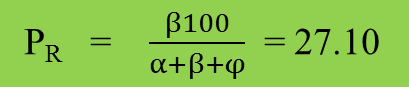 P_R = β100 / α+β+φ = 27.10